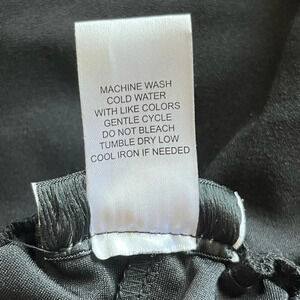 MACHINE WASH
COLD WATER
WITH LIKE COLORS
GENTLE CYCLE
DO NOT BLEACH
TUMBLE DRY LOW
COOL IRON IF NEEDED